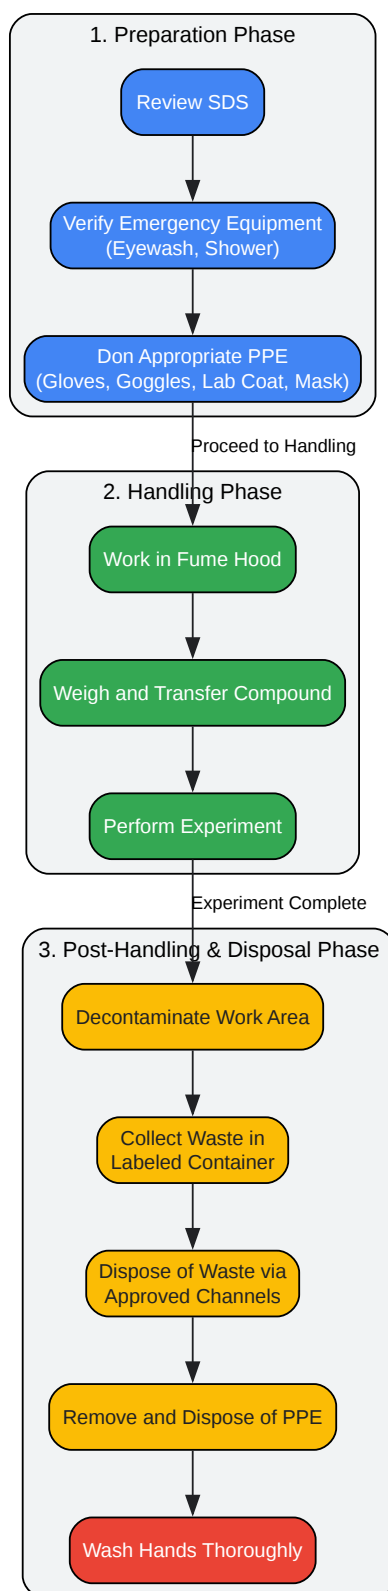 1. Preparation Phase
Review SDS
Verify Emergency Equipment
(Eyewash, Shower)
Don Appropriate PPE
(Gloves, Goggles, Lab Coat, Mask)
Proceed to Handling
2. Handling Phase
Work in Fume Hood
Weigh and Transfer Compound
Perform Experiment
Experiment Complete
3. Post-Handling & Disposal Phase
Decontaminate Work Area
Collect Waste in
Labeled Container
Dispose of Waste via
Approved Channels
Remove and Dispose of PPE
Wash Hands Thoroughly